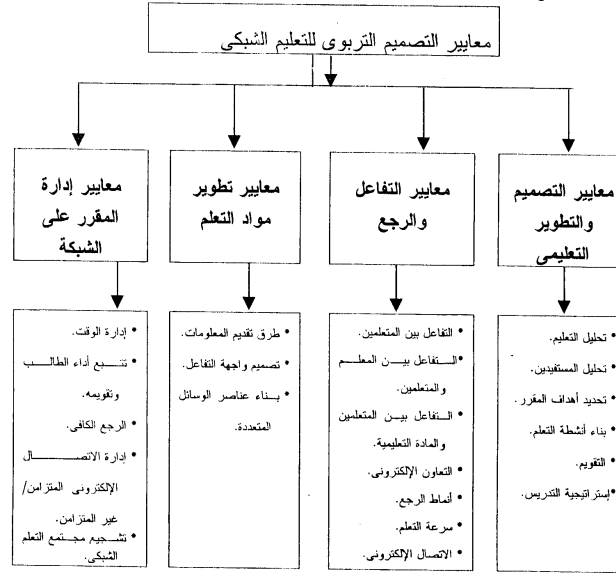 معايير التصميم التربوى للتعليم الشبكى
معايير التصميم
والتطوير
التعليمى
معايير التفاعل
والرجع
معايير تطوير
مواد التعلم
معايير إدارة
المقرر على
الشبكة
• تحليل التعليم.
• تحليل المستفيدين.
• تحديد أهداف المقرر.
• بناء أنشطة التعلم.
• التقويم.
• إستراتيجية التدريس.
• التفاعل بين المتعلمين.
• التفاعل بين المعلم
والمتعلمين.
• التفاعل بين المتعلمين
والمادة التعليمية.
• التعاون الإلكترونى.
• أنماط الرجع.
• سرعة التعلم.
• الاتصال الإلكترونى.
• طرق تقديم المعلومات.
• تصميم واجهة التفاعل.
• بناء عناصر الوسائل
المتعددة.
• إدارة الوقت.
• تتبع أداء الطالب
وتقويمه.
• الرجع الكافى.
• إدارة الاتصال
الإلكترونى المتزامن/
غير المتزامن.
• تشجيع مجتمع التعلم
الشبكى.